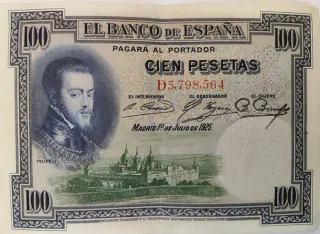 100 EL BANCO DE ESPAÑA 100
PAGARÁ AL PORTADOR
CIEN PESETAS
D5,798,564
EL INTERVENTOR EL GOBERNADOR EL CAJERO
MADRID 1º DE JULIO DE 1925.
FELIPE II
100 100